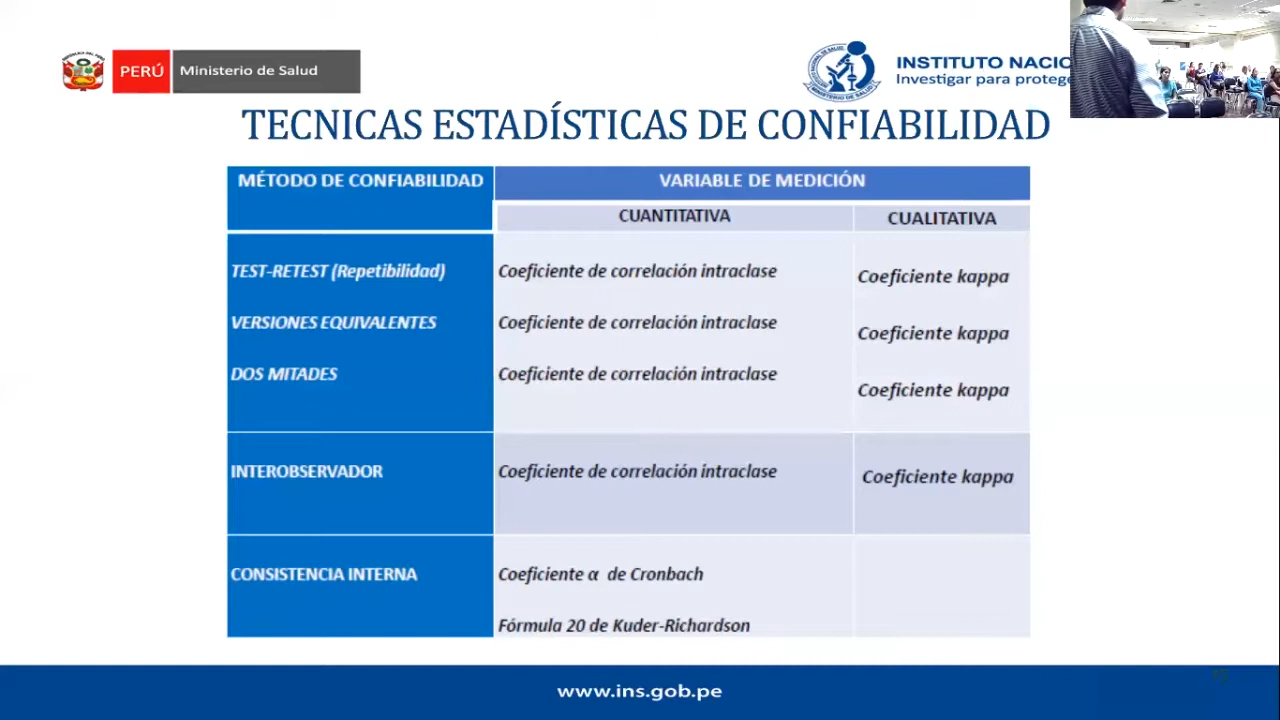 PERÚ Ministerio de Salud
INSTITUTO NACIO
Investigar para protege
TECNICAS ESTADÍSTICAS DE CONFIABILIDAD
MÉTODO DE CONFIABILIDAD VARIABLE DE MEDICIÓN
CUANTITATIVA CUALITATIVA
TEST-RETEST (Repetibilidad) Coeficiente de correlación intraclase Coeficiente kappa
VERSIONES EQUIVALENTES Coeficiente de correlación intraclase Coeficiente kappa
DOS MITADES Coeficiente de correlación intraclase Coeficiente kappa
INTEROBSERVADOR Coeficiente de correlación intraclase Coeficiente kappa
CONSISTENCIA INTERNA Coeficiente α de Cronbach
Fórmula 20 de Kuder-Richardson
www.ins.gob.pe